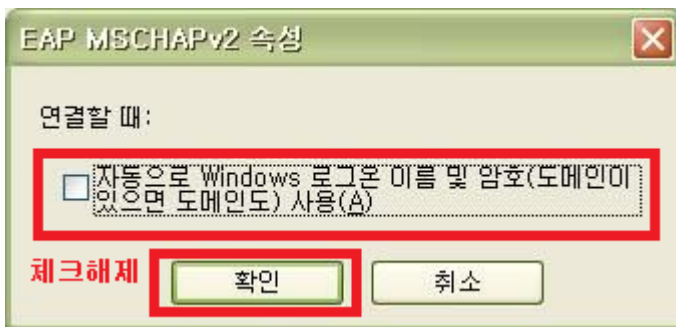 EAP MSCHAPv2 속성
연결할 때:
자동으로 Windows 로그온 이름 및 암호(도메인이
있으면 도메인도) 사용(A)
체크해제
확인
취소